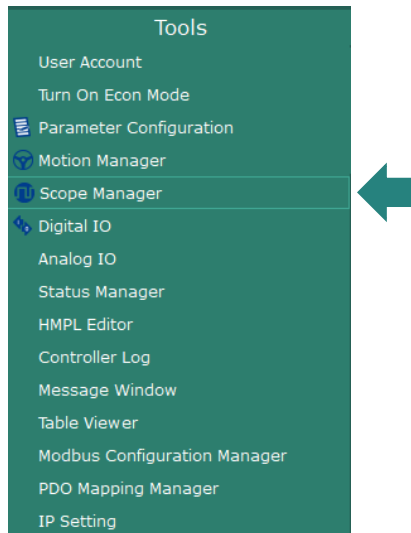 Tools
User Account
Turn On Econ Mode
Parameter Configuration
Motion Manager
Scope Manager
Digital IO
Analog IO
Status Manager
HMPL Editor
Controller Log
Message Window
Table Viewer
Modbus Configuration Manager
PDO Mapping Manager
IP Setting